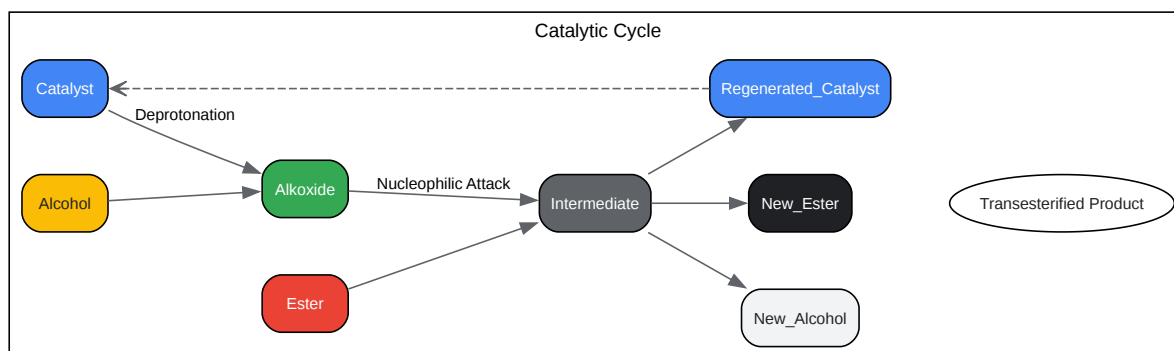 Catalytic Cycle
Catalyst
Regenerated_Catalyst
Deprotonation
Alcohol
Alkoxide
Nucleophilic Attack
Intermediate
New_Ester
Transesterified Product
Ester
New_Alcohol